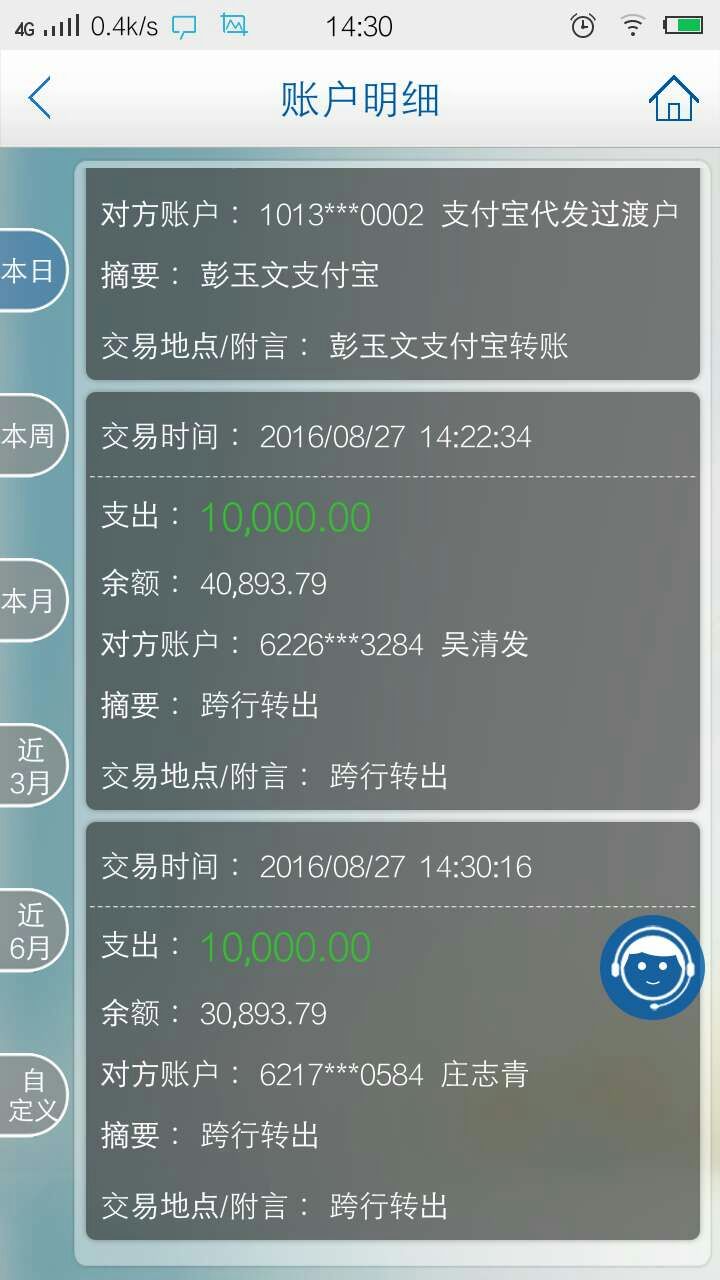 4G 0.4k/s 14:30
账户明细
对方账户： 1013***0002 支付宝代发过渡户
摘要： 彭玉文支付宝
交易地点/附言： 彭玉文支付宝转账
本日
本周
本月
近
3月
近
6月
自
定义
交易时间： 2016/08/27 14:22:34
支出： 10,000.00
余额： 40,893.79
对方账户： 6226***3284 吴清发
摘要： 跨行转出
交易地点/附言： 跨行转出
交易时间： 2016/08/27 14:30:16
支出： 10,000.00
余额： 30,893.79
对方账户： 6217***0584 庄志青
摘要： 跨行转出
交易地点/附言： 跨行转出